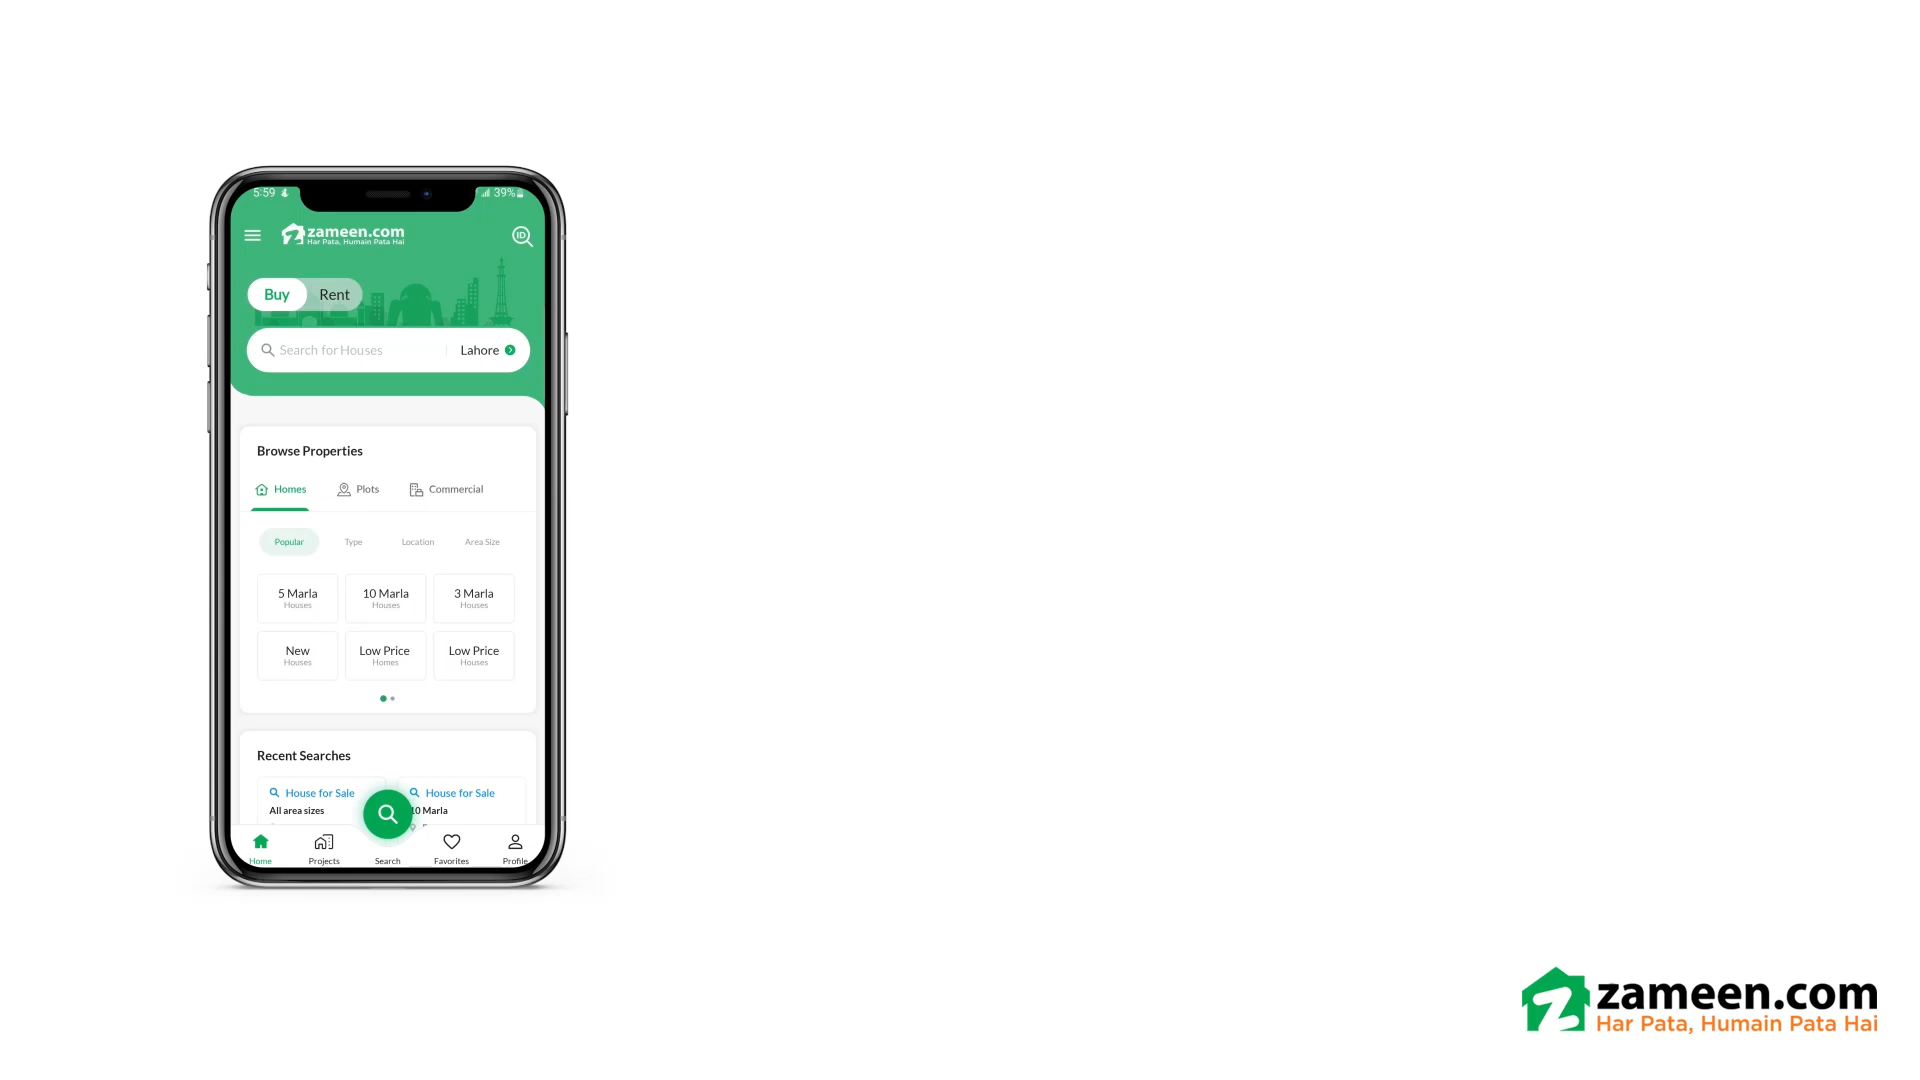 5:59
39%
zameen.com
Har Pata, Humain Pata Hai
ID
Buy Rent
Search for Houses Lahore
Browse Properties
Homes Plots Commercial
Popular Type Location Area Size
5 Marla 10 Marla 3 Marla
Houses Houses Houses
New Low Price Low Price
Houses Homes Houses
Recent Searches
House for Sale House for Sale
All area sizes 10 Marla
Home Projects Search Favorites Profile
zameen.com
Har Pata, Humain Pata Hai